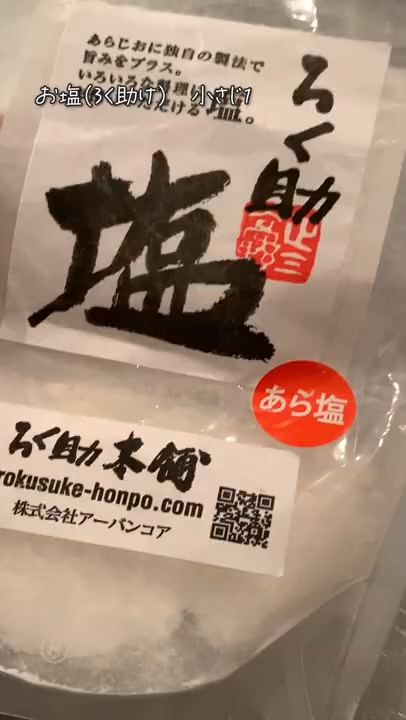 あらじおに独自の製法で
旨みをプラス。
いろいろな料理に
ただける塩。
お塩(ろく助け) 小さじ1
ろく助
塩
あら塩
ろく助本舗
rokusuke-honpo.com
株式会社アーバンコア